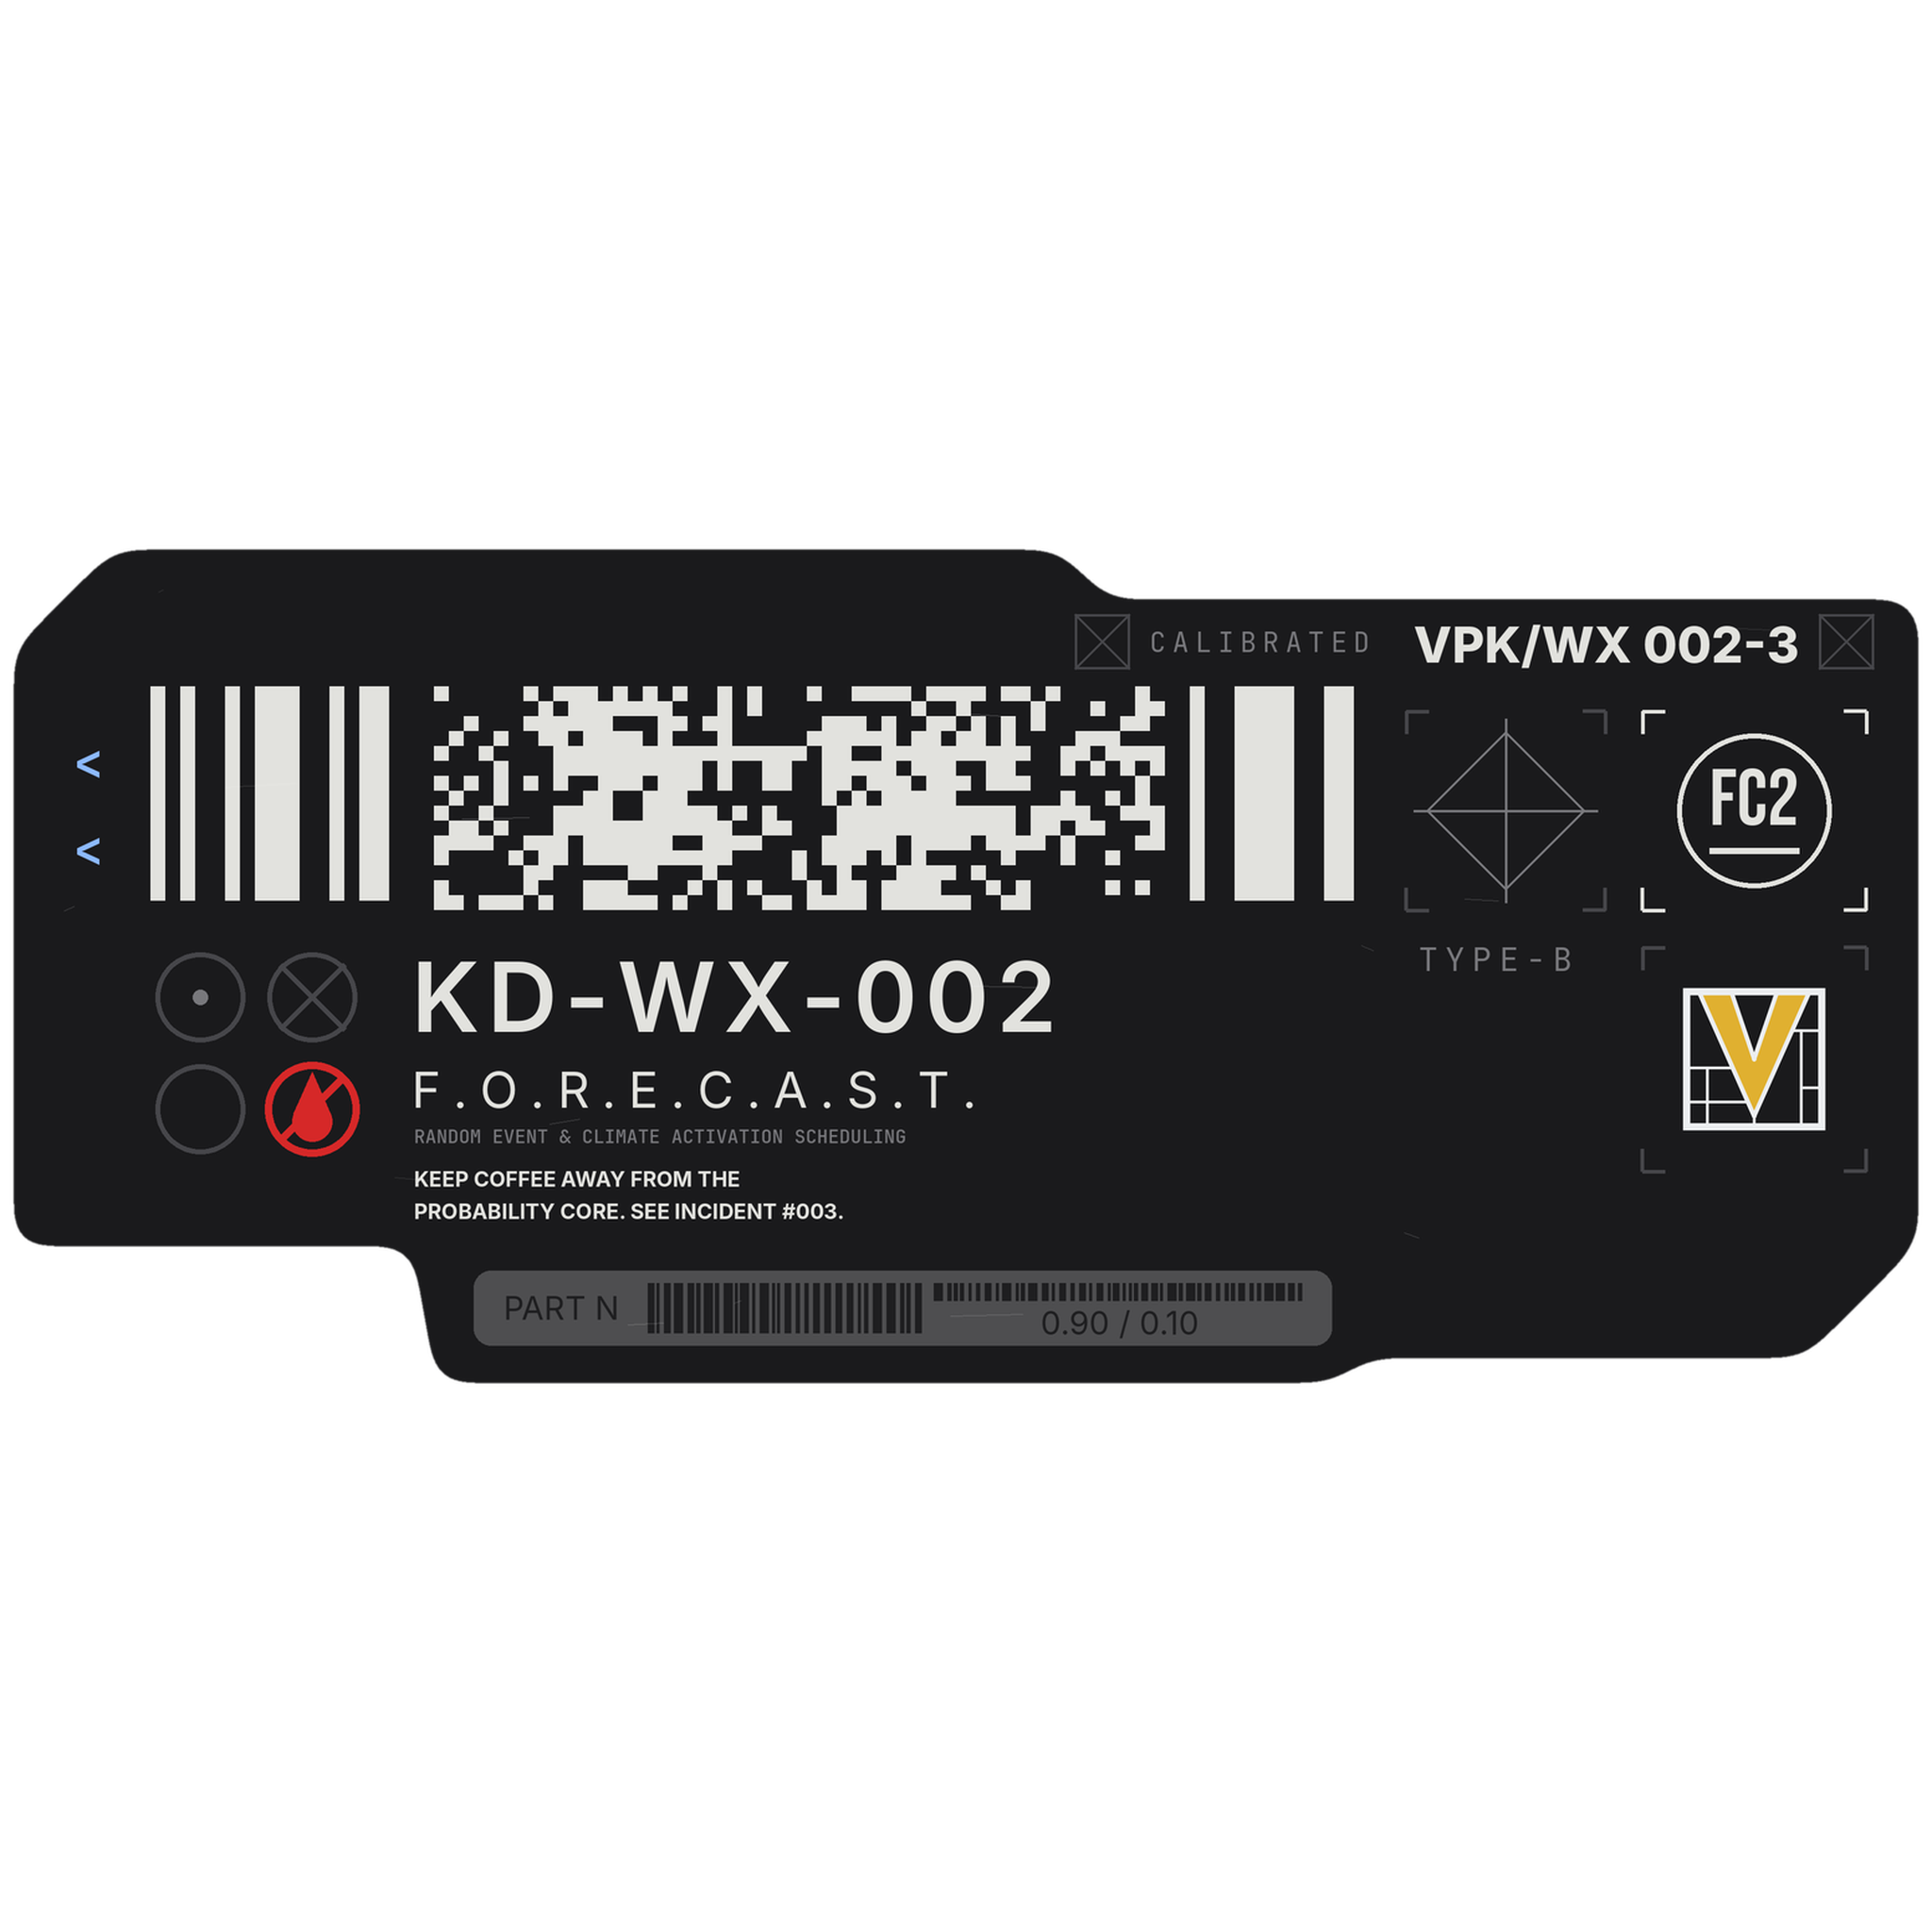 CALIBRATED
VPK/WX 002-3
<
<
FC2
TYPE-B
KD-WX-002
F.O.R.E.C.A.S.T.
RANDOM EVENT & CLIMATE ACTIVATION SCHEDULING
KEEP COFFEE AWAY FROM THE
PROBABILITY CORE. SEE INCIDENT #003.
V
PART N
0.90 / 0.10